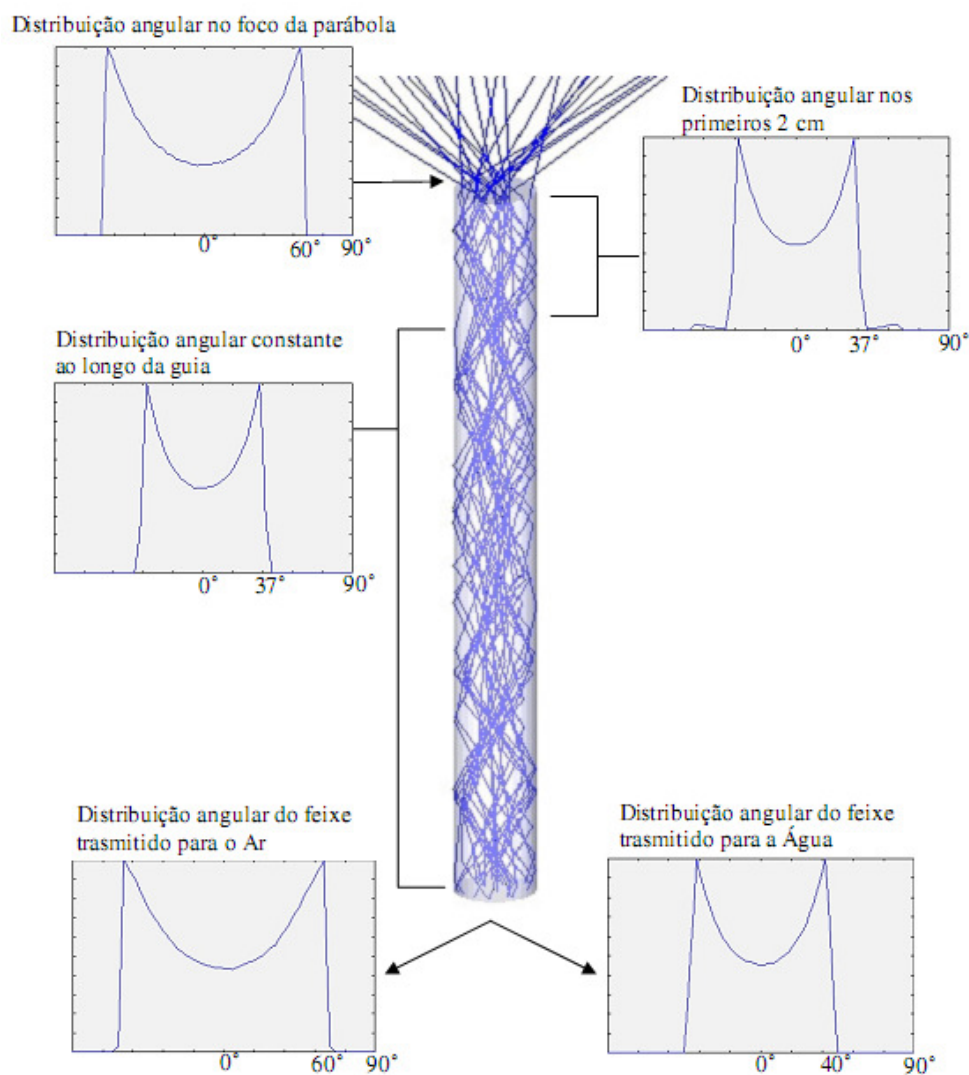 Distribuição angular no foco da parábola
0°
60°
90°
Distribuição angular nos
primeiros 2 cm
0°
37°
90°
Distribuição angular constante
ao longo da guia
0°
37°
90°
Distribuição angular do feixe
trasmitido para o Ar
0°
60°
90°
Distribuição angular do feixe
trasmitido para a Água
0°
40°
90°